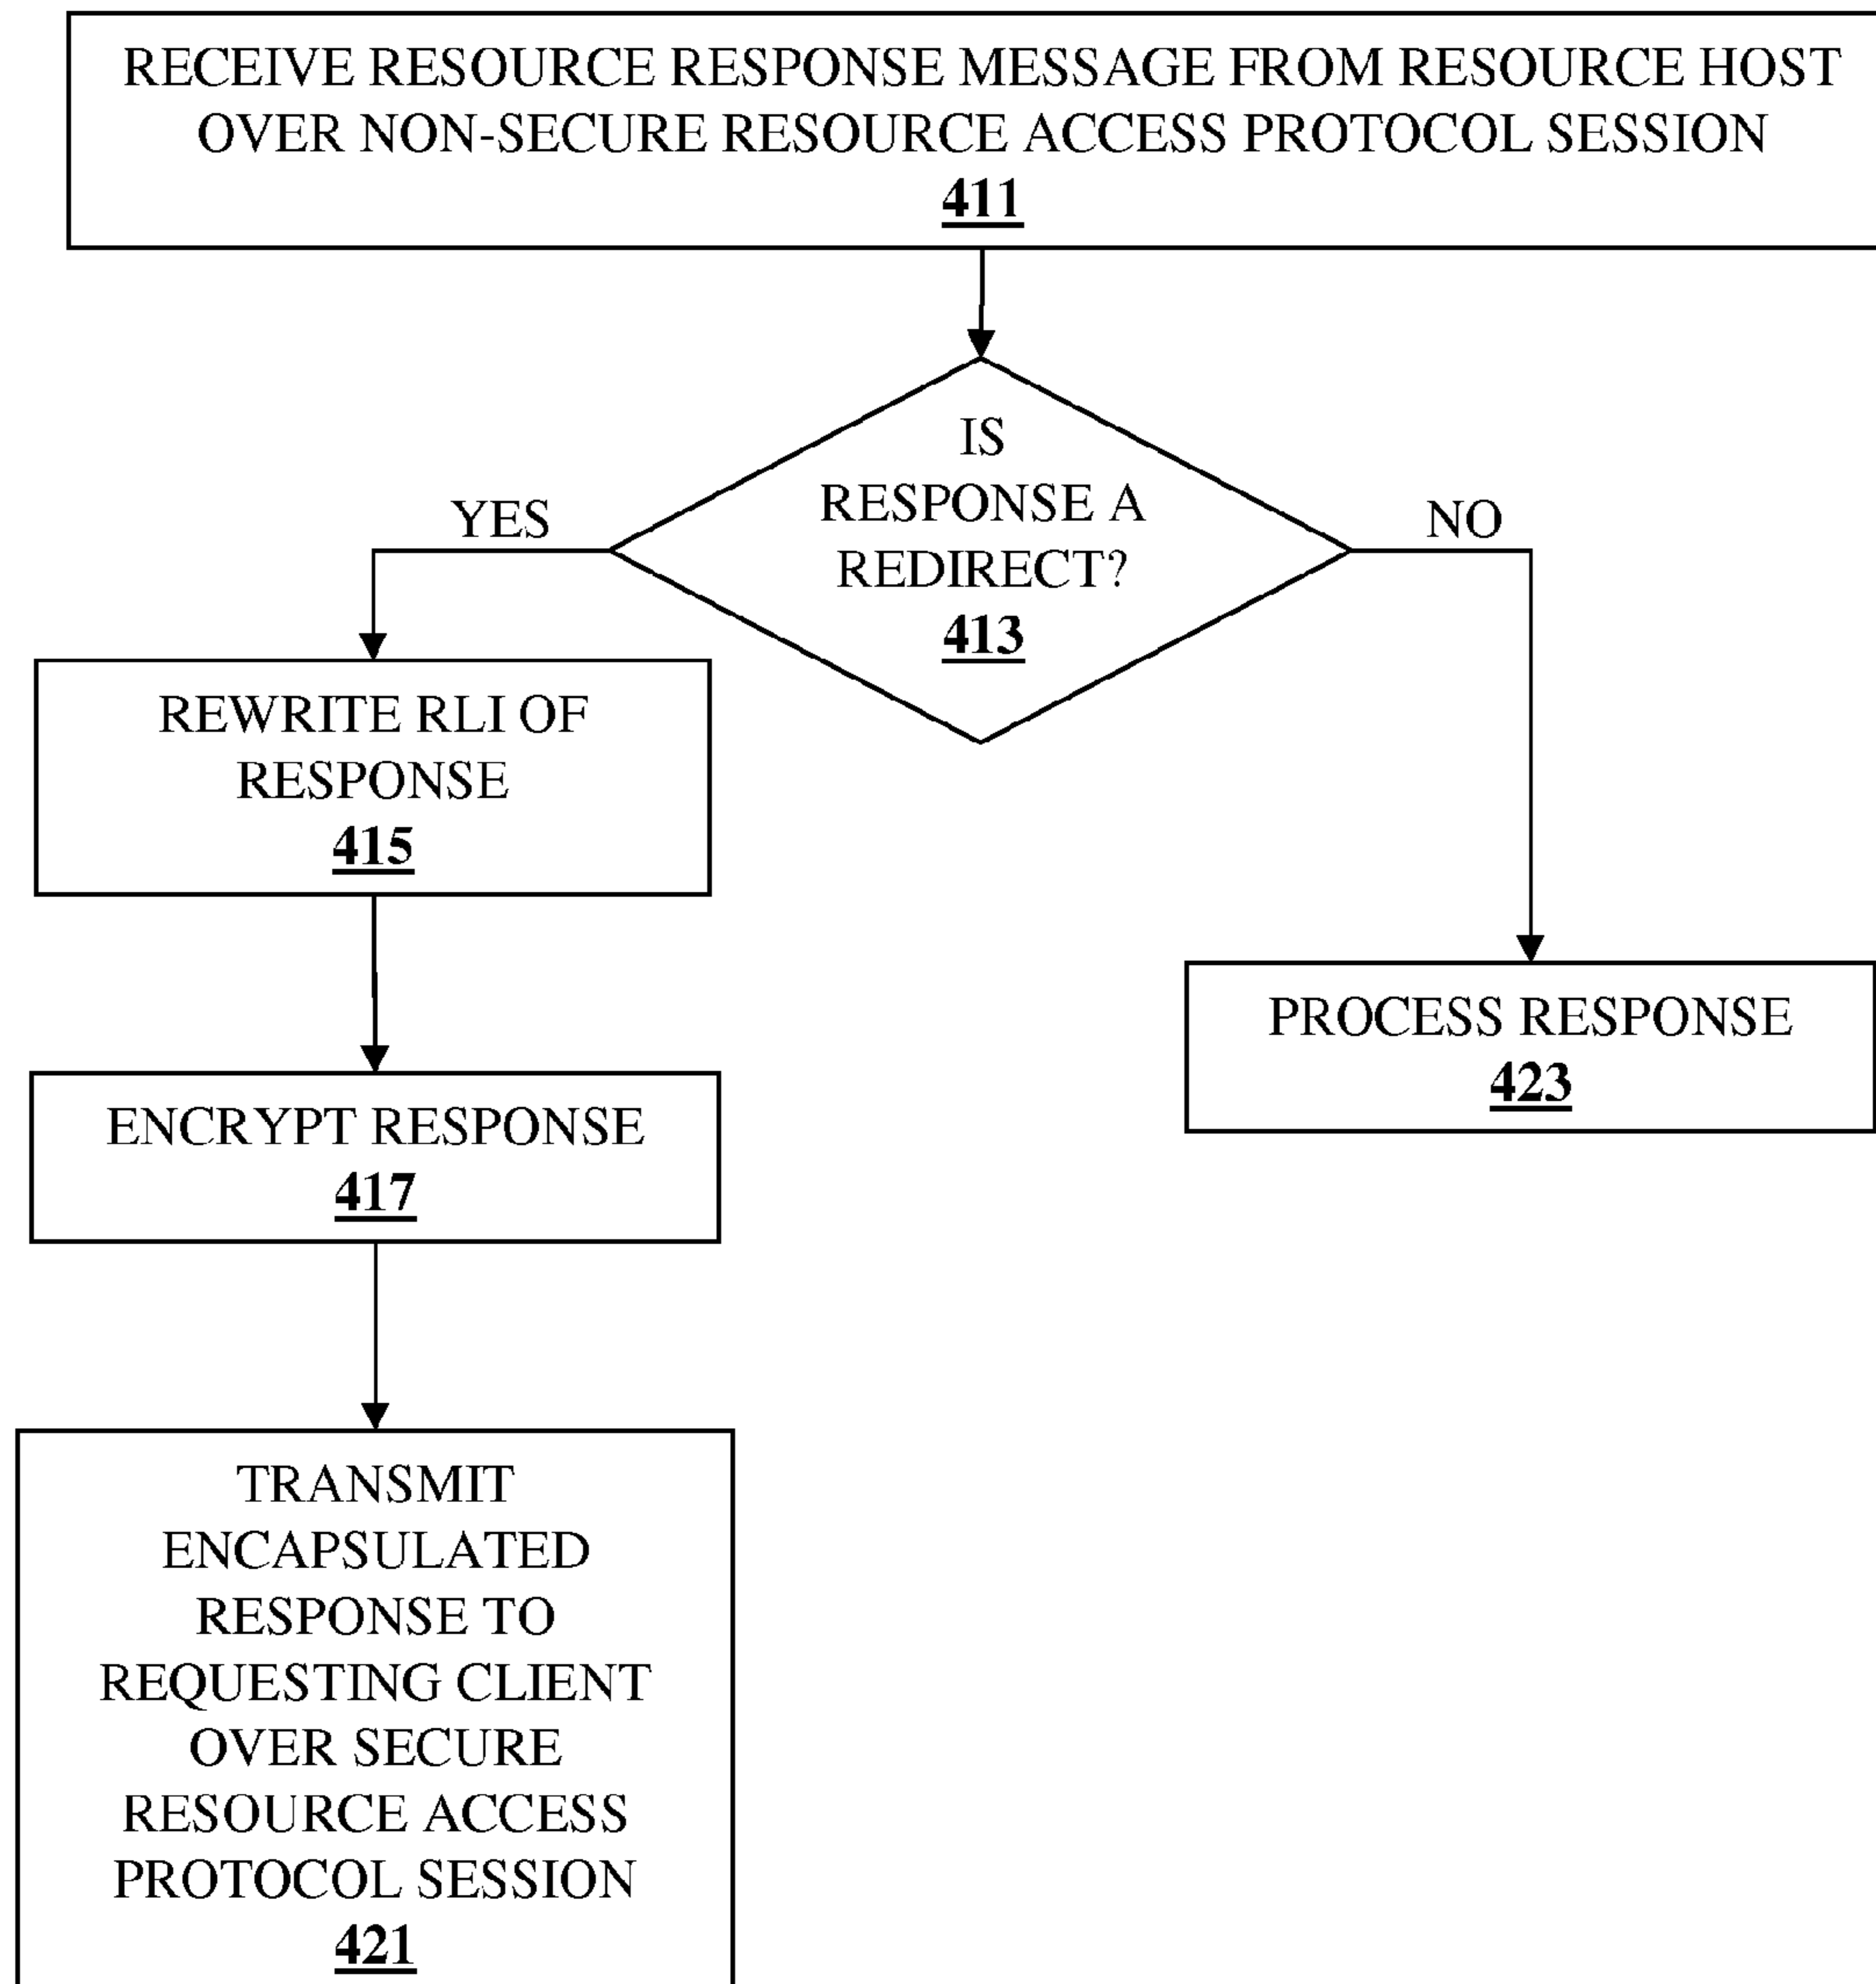 RECEIVE RESOURCE RESPONSE MESSAGE FROM RESOURCE HOST
OVER NON-SECURE RESOURCE ACCESS PROTOCOL SESSION
411
IS
RESPONSE A
REDIRECT?
413
YES
NO
REWRITE RLI OF
RESPONSE
415
PROCESS RESPONSE
423
ENCRYPT RESPONSE
417
TRANSMIT
ENCAPSULATED
RESPONSE TO
REQUESTING CLIENT
OVER SECURE
RESOURCE ACCESS
PROTOCOL SESSION
421